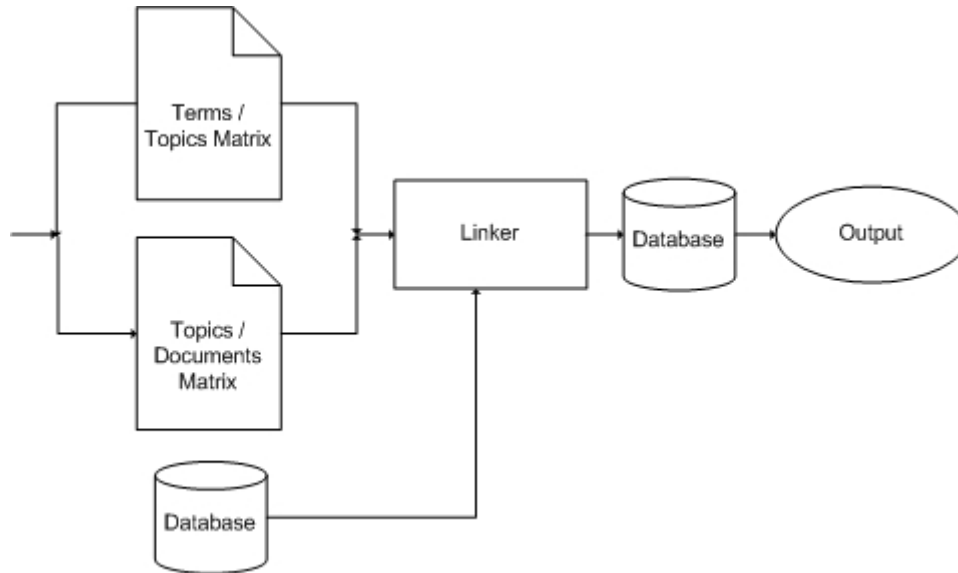 Terms /
Topics Matrix
Linker
Database
Output
Topics /
Documents
Matrix
Database